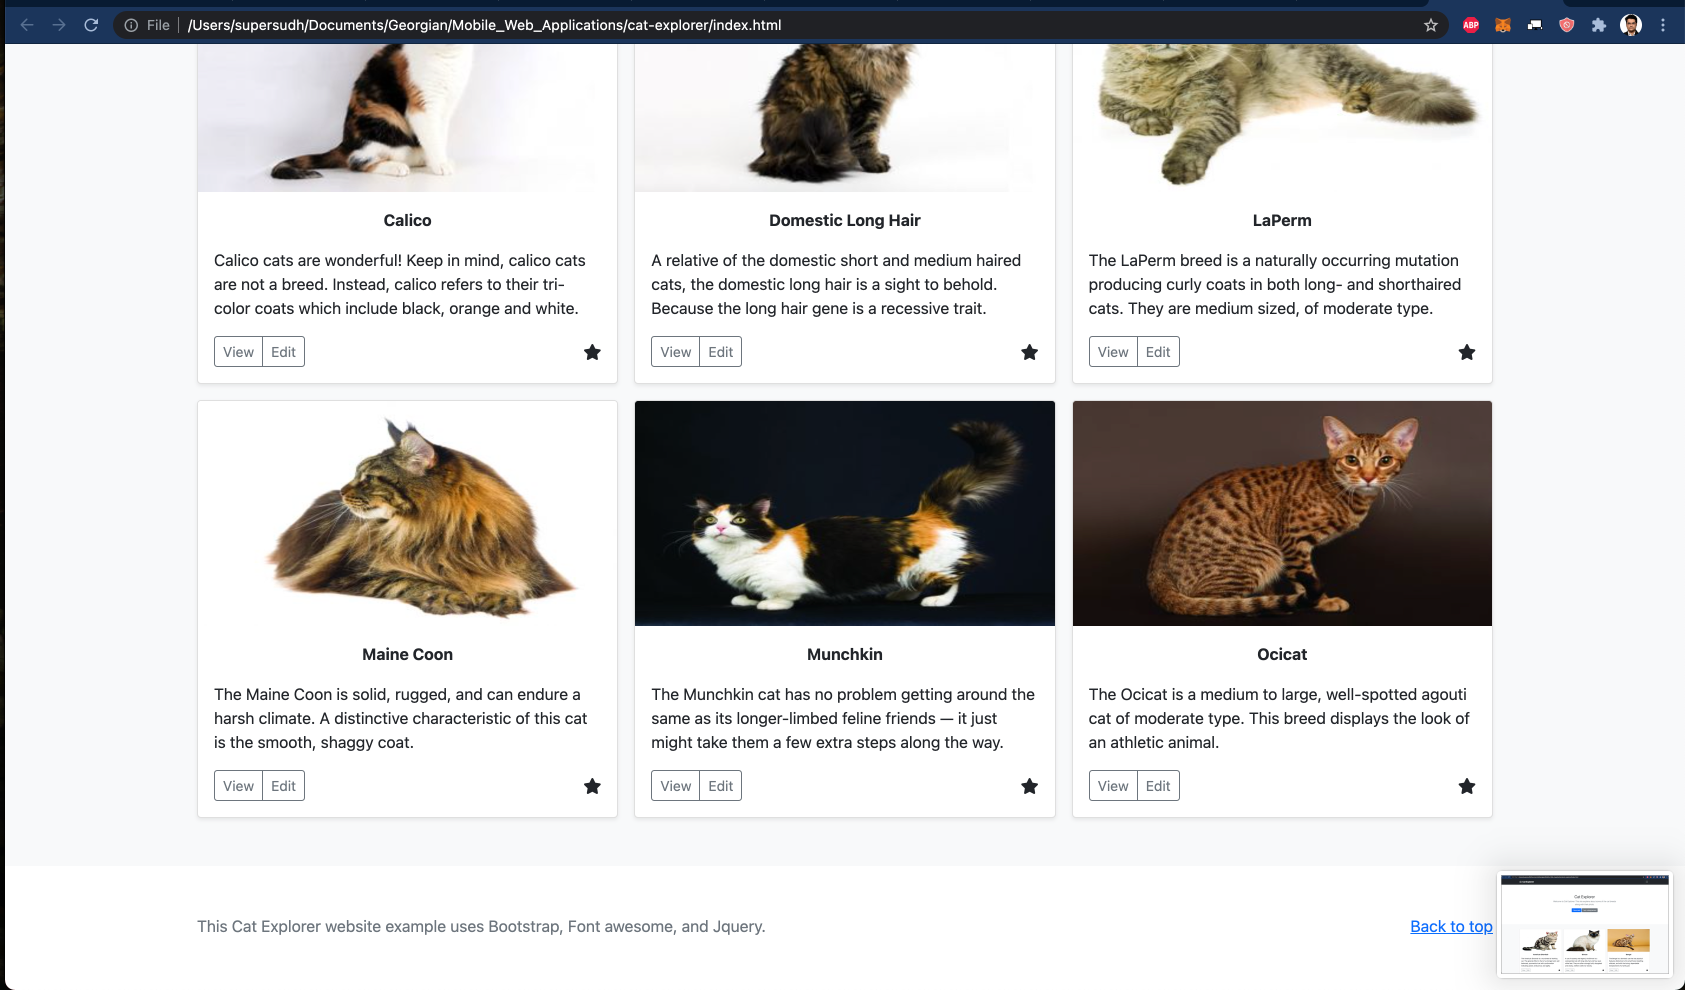 File
/Users/supersudh/Documents/Georgian/Mobile_Web_Applications/cat-explorer/index.html
ABP
Calico
Calico cats are wonderful! Keep in mind, calico cats
are not a breed. Instead, calico refers to their tri-
color coats which include black, orange and white.
View Edit
Domestic Long Hair
A relative of the domestic short and medium haired
cats, the domestic long hair is a sight to behold.
Because the long hair gene is a recessive trait.
View Edit
LaPerm
The LaPerm breed is a naturally occurring mutation
producing curly coats in both long- and shorthaired
cats. They are medium sized, of moderate type.
View Edit
Maine Coon
The Maine Coon is solid, rugged, and can endure a
harsh climate. A distinctive characteristic of this cat
is the smooth, shaggy coat.
View Edit
Munchkin
The Munchkin cat has no problem getting around the
same as its longer-limbed feline friends — it just
might take them a few extra steps along the way.
View Edit
Ocicat
The Ocicat is a medium to large, well-spotted agouti
cat of moderate type. This breed displays the look of
an athletic animal.
View Edit
This Cat Explorer website example uses Bootstrap, Font awesome, and Jquery.
Back to top
Cat Explorer